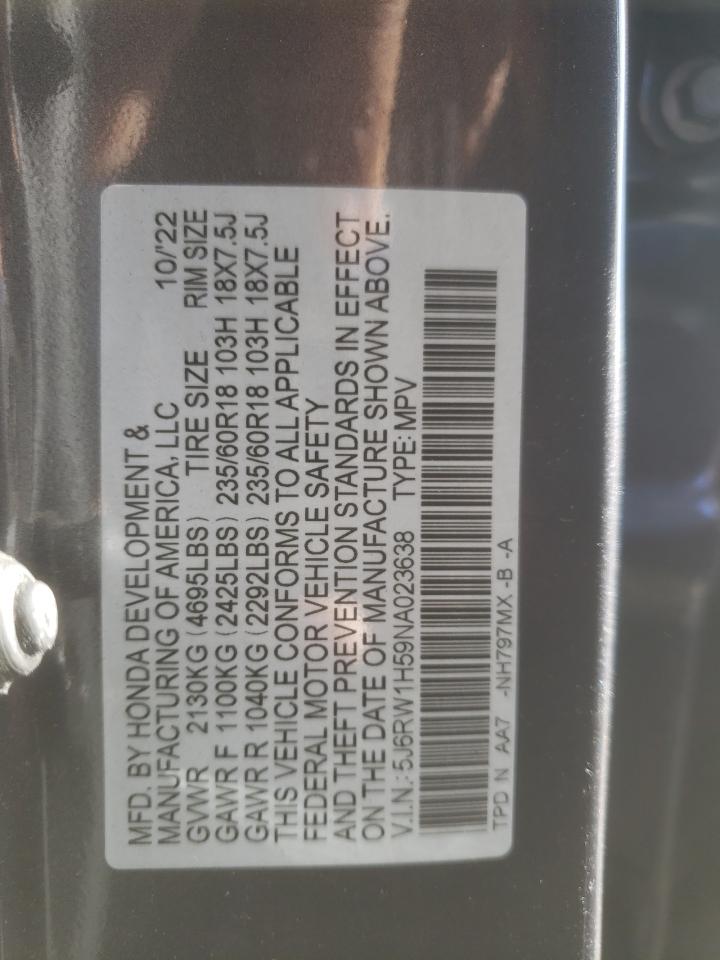 MFD. BY HONDA DEVELOPMENT &
MANUFACTURING OF AMERICA, LLC 10/'22
GVWR 2130KG (4695LBS) TIRE SIZE RIM SIZE
GAWR F 1100KG (2425LBS) 235/60R18 103H 18X7.5J
GAWR R 1040KG (2292LBS) 235/60R18 103H 18X7.5J
THIS VEHICLE CONFORMS TO ALL APPLICABLE
FEDERAL MOTOR VEHICLE SAFETY
AND THEFT PREVENTION STANDARDS IN EFFECT
ON THE DATE OF MANUFACTURE SHOWN ABOVE.
V.I.N.: 5J6RW1H59NA023638 TYPE: MPV
TPD N AA7 -NH797MX -B -A